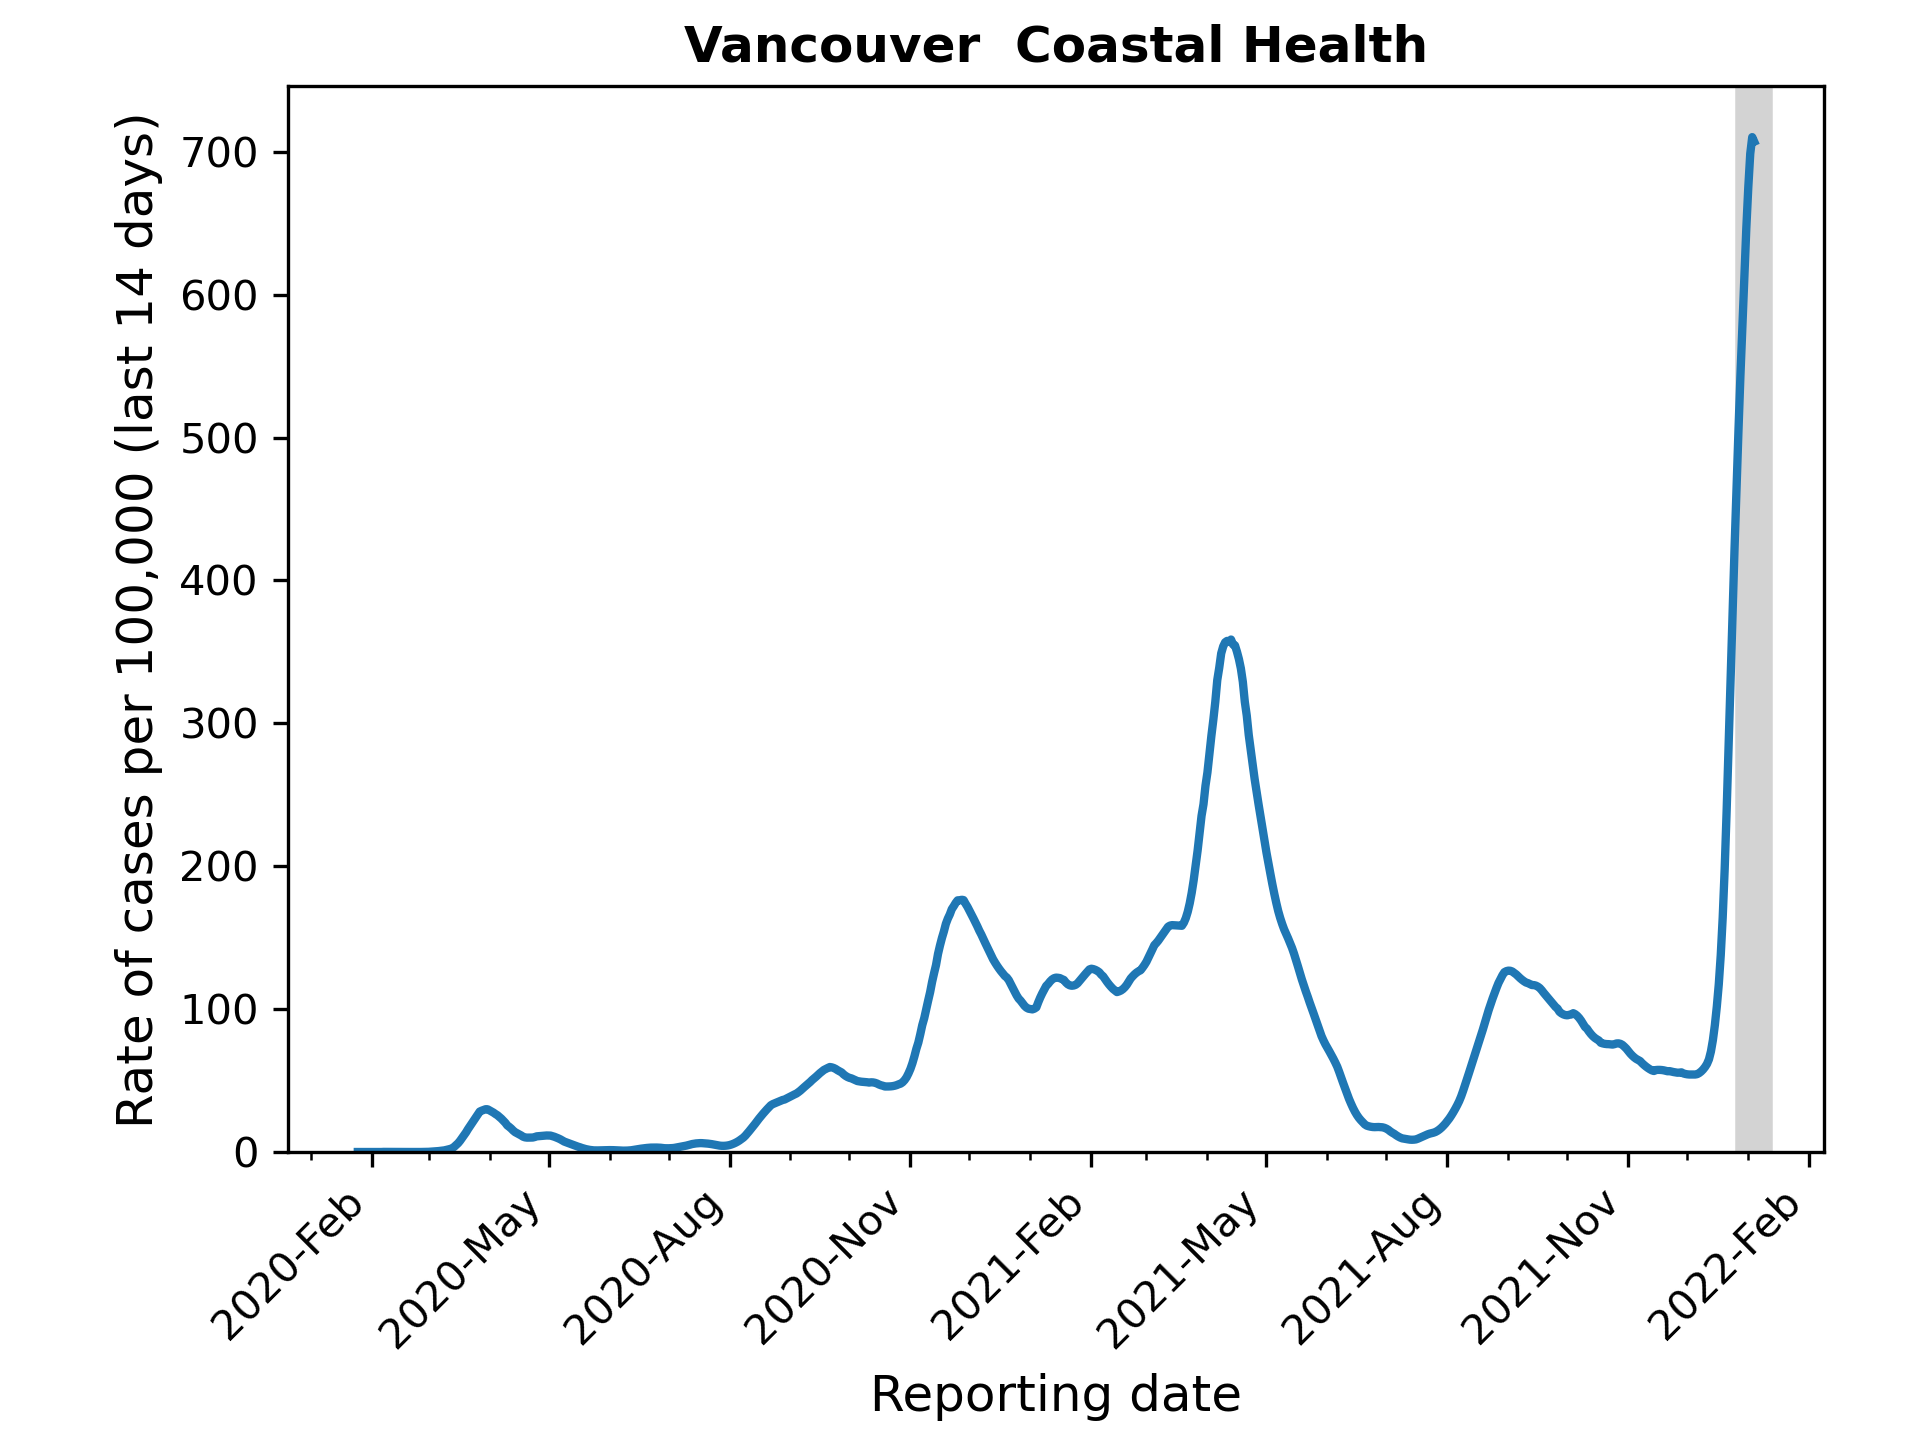 Vancouver  Coastal Health
Rate of cases per 100,000 (last 14 days)
700
600
500
400
300
200
100
0
2020-Feb
2020-May
2020-Aug
2020-Nov
2021-Feb
2021-May
2021-Aug
2021-Nov
2022-Feb
Reporting date